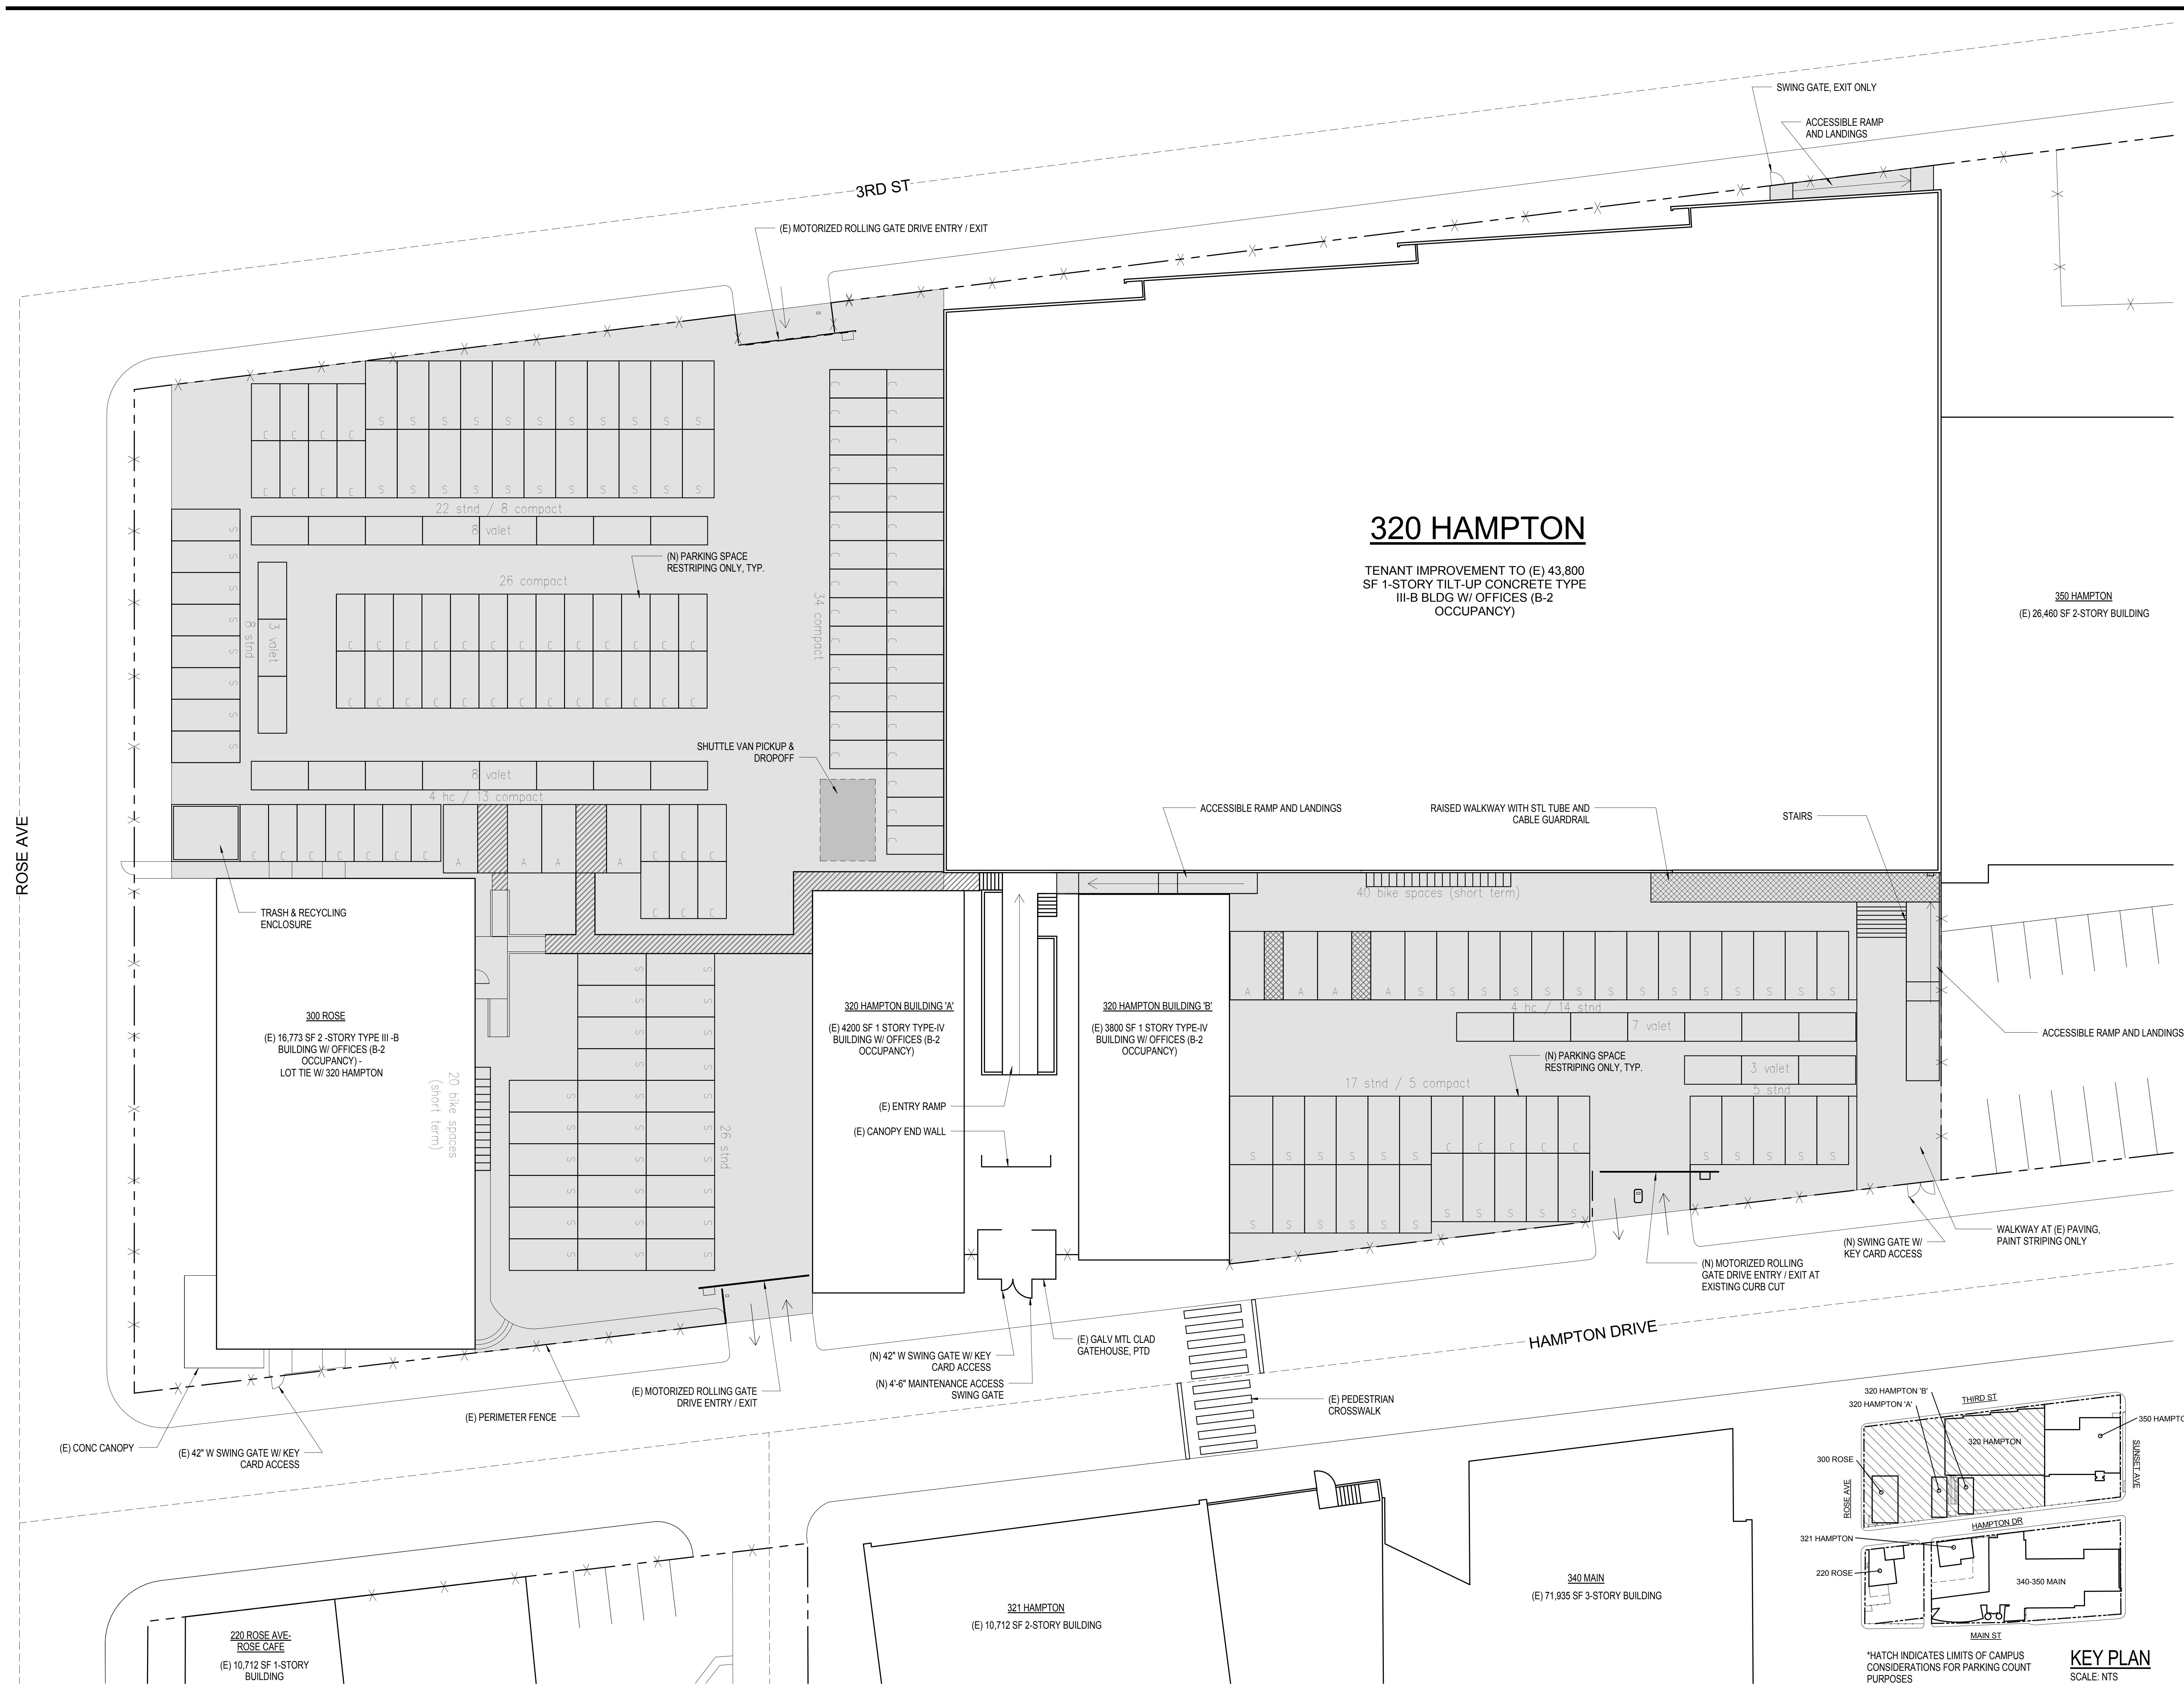 SWING GATE, EXIT ONLY
ACCESSIBLE RAMP
AND LANDINGS
3RD ST
(E) MOTORIZED ROLLING GATE DRIVE ENTRY / EXIT
C C C C S S S S S S S S S S S
C C C C S S S S S S S S S S S
22 stnd / 8 compact
8 valet
(N) PARKING SPACE
RESTRIPING ONLY, TYP.
26 compact
34 compact
8 stnd
3 valet
S S S S S S S S
C C C C C C C C C C C C C
C C C C C C C C C C C C C
SHUTTLE VAN PICKUP &
DROPOFF
8 valet
4 hc / 13 compact
C C C C C C C A A A A C C C
C C C
320 HAMPTON
TENANT IMPROVEMENT TO (E) 43,800
SF 1-STORY TILT-UP CONCRETE TYPE
III-B BLDG W/ OFFICES (B-2
OCCUPANCY)
350 HAMPTON
(E) 26,460 SF 2-STORY BUILDING
ROSE AVE
ACCESSIBLE RAMP AND LANDINGS
RAISED WALKWAY WITH STL TUBE AND
CABLE GUARDRAIL
STAIRS
40 bike spaces (short term)
TRASH & RECYCLING
ENCLOSURE
300 ROSE
(E) 16,773 SF 2 -STORY TYPE III -B
BUILDING W/ OFFICES (B-2
OCCUPANCY) -
LOT TIE W/ 320 HAMPTON
20 bike spaces
(short term)
26 stnd
320 HAMPTON BUILDING 'A'
(E) 4200 SF 1 STORY TYPE-IV
BUILDING W/ OFFICES (B-2
OCCUPANCY)
320 HAMPTON BUILDING 'B'
(E) 3800 SF 1 STORY TYPE-IV
BUILDING W/ OFFICES (B-2
OCCUPANCY)
A A A A S S S S S S S S S S S S S S
4 hc / 14 stnd
7 valet
ACCESSIBLE RAMP AND LANDINGS
(N) PARKING SPACE
RESTRIPING ONLY, TYP.
3 valet
17 stnd / 5 compact
5 stnd
S S S S S S C C C C C
S S S S S
S S S S S S S S S S S
(E) ENTRY RAMP
(E) CANOPY END WALL
WALKWAY AT (E) PAVING,
PAINT STRIPING ONLY
(N) SWING GATE W/
KEY CARD ACCESS
(N) MOTORIZED ROLLING
GATE DRIVE ENTRY / EXIT AT
EXISTING CURB CUT
HAMPTON DRIVE
(E) GALV MTL CLAD
GATEHOUSE, PTD
(N) 42" W SWING GATE W/ KEY
CARD ACCESS
(N) 4'-6" MAINTENANCE ACCESS
SWING GATE
(E) MOTORIZED ROLLING GATE
DRIVE ENTRY / EXIT
(E) PERIMETER FENCE
(E) PEDESTRIAN
CROSSWALK
(E) CONC CANOPY
(E) 42" W SWING GATE W/ KEY
CARD ACCESS
220 ROSE AVE-
ROSE CAFE
(E) 10,712 SF 1-STORY
BUILDING
321 HAMPTON
(E) 10,712 SF 2-STORY BUILDING
340 MAIN
(E) 71,935 SF 3-STORY BUILDING
320 HAMPTON 'B'
320 HAMPTON 'A'
THIRD ST
350 HAMPTO
320 HAMPTON
300 ROSE
ROSE AVE
SUNSET AVE
HAMPTON DR
321 HAMPTON
220 ROSE
340-350 MAIN
MAIN ST
*HATCH INDICATES LIMITS OF CAMPUS
CONSIDERATIONS FOR PARKING COUNT
PURPOSES
KEY PLAN
SCALE: NTS